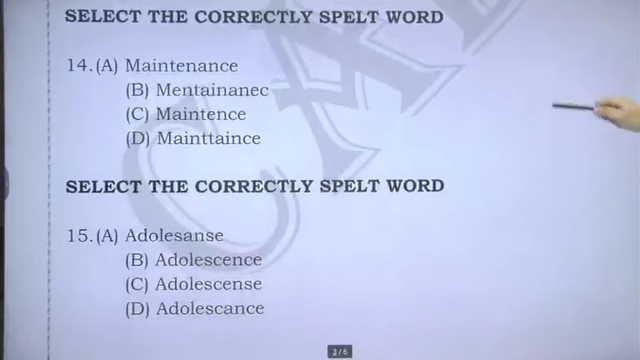 SELECT THE CORRECTLY SPELT WORD
14.(A) Maintenance
(B) Mentainanec
(C) Maintence
(D) Mainttaince
SELECT THE CORRECTLY SPELT WORD
15.(A) Adolesanse
(B) Adolescence
(C) Adolescense
(D) Adolescance
3/6